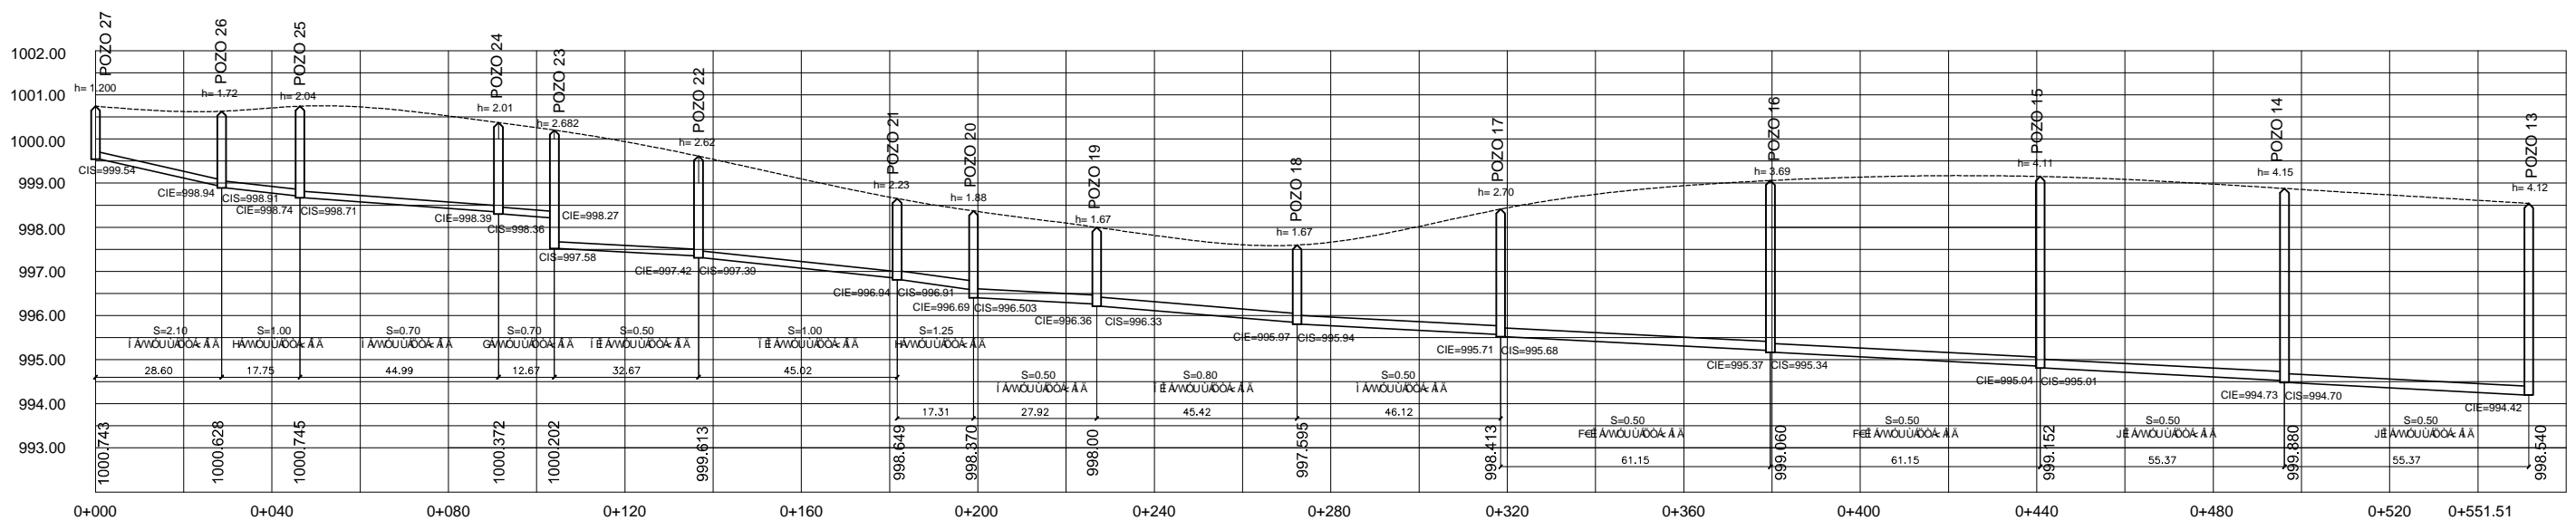 POZO 27
POZO 26
POZO 25
POZO 24
POZO 23
POZO 22
POZO 21
POZO 20
POZO 19
POZO 18
POZO 17
POZO 16
POZO 15
POZO 14
POZO 13
h= 1.200
h= 1.72
h= 2.04
h= 2.01
h= 2.682
h= 2.62
h= 2.23
h= 1.88
h= 1.67
h= 1.67
h= 2.70
h= 3.69
h= 4.11
h= 4.15
h= 4.12
1002.00
1001.00
1000.00
999.00
998.00
997.00
996.00
995.00
994.00
993.00
CIS=999.54
CIE=998.94
CIS=998.91
CIE=998.74
CIS=998.71
CIE=998.39
CIS=998.36
CIE=998.27
CIS=997.58
CIE=997.42
CIS=997.39
CIE=996.94
CIS=996.91
CIE=996.69
CIS=996.503
CIE=996.36
CIS=996.33
CIE=995.97
CIS=995.94
CIE=995.71
CIS=995.68
CIE=995.37
CIS=995.34
CIE=995.04
CIS=995.01
CIE=994.73
CIS=994.70
CIE=994.42
S=2.10
S=1.00
S=0.70
S=0.70
S=0.50
S=1.00
S=1.25
S=0.50
S=0.80
S=0.50
S=0.50
S=0.50
S=0.50
S=0.50
28.60
17.75
44.99
12.67
32.67
45.02
17.31
27.92
45.42
46.12
61.15
61.15
55.37
55.37
1000.743
1000.628
1000.745
1000.372
1000.202
999.613
998.649
998.370
998.00
997.595
998.413
999.060
999.152
999.880
998.540
0+000
0+040
0+080
0+120
0+160
0+200
0+240
0+280
0+320
0+360
0+400
0+440
0+480
0+520
0+551.51